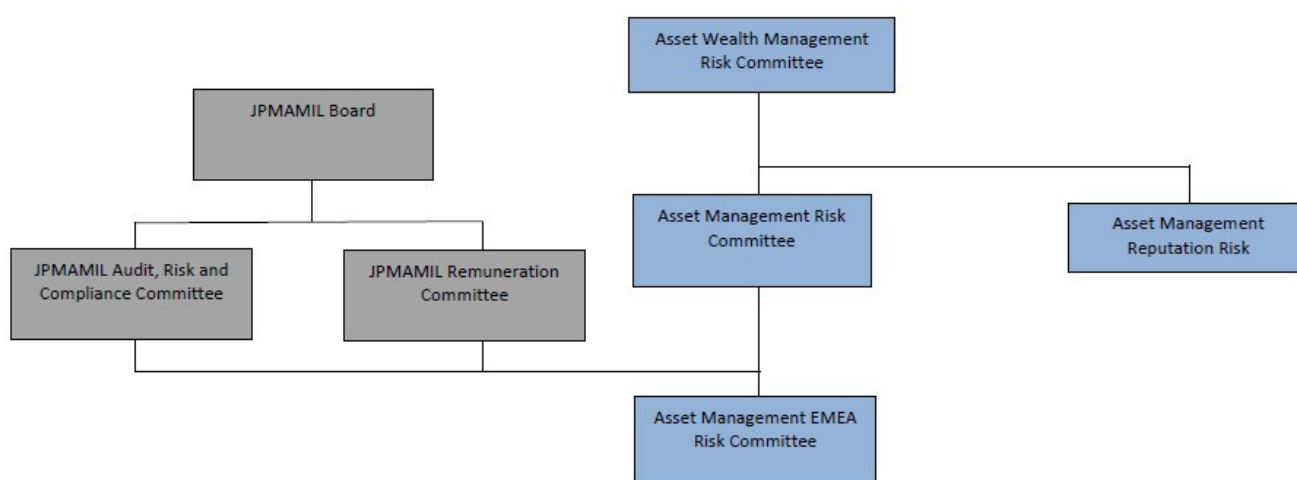 Asset Wealth Management
Risk Committee
JPMAMIL Board
Asset Management Risk
Committee
Asset Management
Reputation Risk
JPMAMIL Audit, Risk and
Compliance Committee
JPMAMIL Remuneration
Committee
Asset Management EMEA
Risk Committee